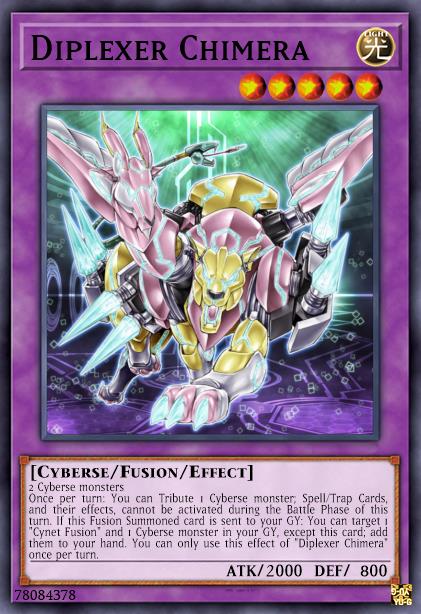 DIPLEXER CHIMERA
LIGHT
光
[CYBERSE/FUSION/EFFECT]
2 Cyberse monsters
Once per turn: You can Tribute 1 Cyberse monster; Spell/Trap Cards,
and their effects, cannot be activated during the Battle Phase of this
turn. If this Fusion Summoned card is sent to your GY: You can target 1
"Cynet Fusion" and 1 Cyberse monster in your GY, except this card; add
them to your hand. You can only use this effect of "Diplexer Chimera"
once per turn.
ATK/2000 DEF/ 800
78084378